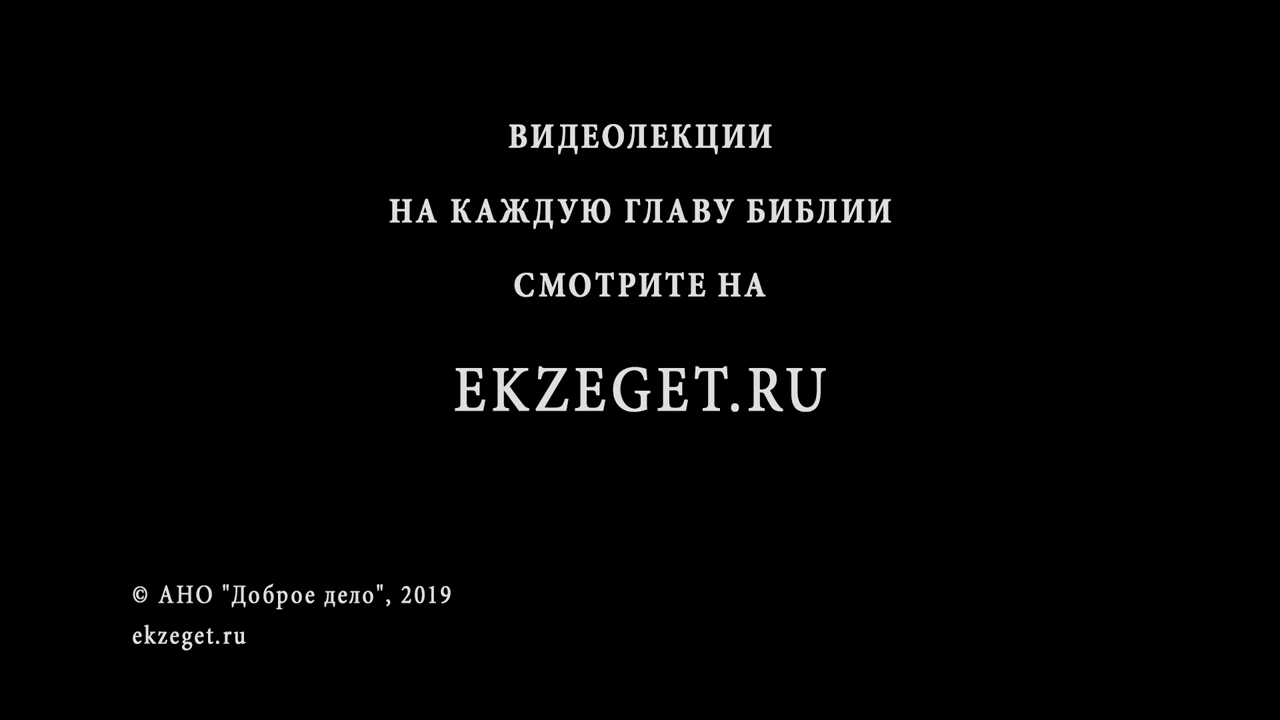 ВИДЕОЛЕКЦИИ
НА КАЖДУЮ ГЛАВУ БИБЛИИ
СМОТРИТЕ НА
EKZEGET.RU
© АНО "Доброе дело", 2019
ekzeget.ru